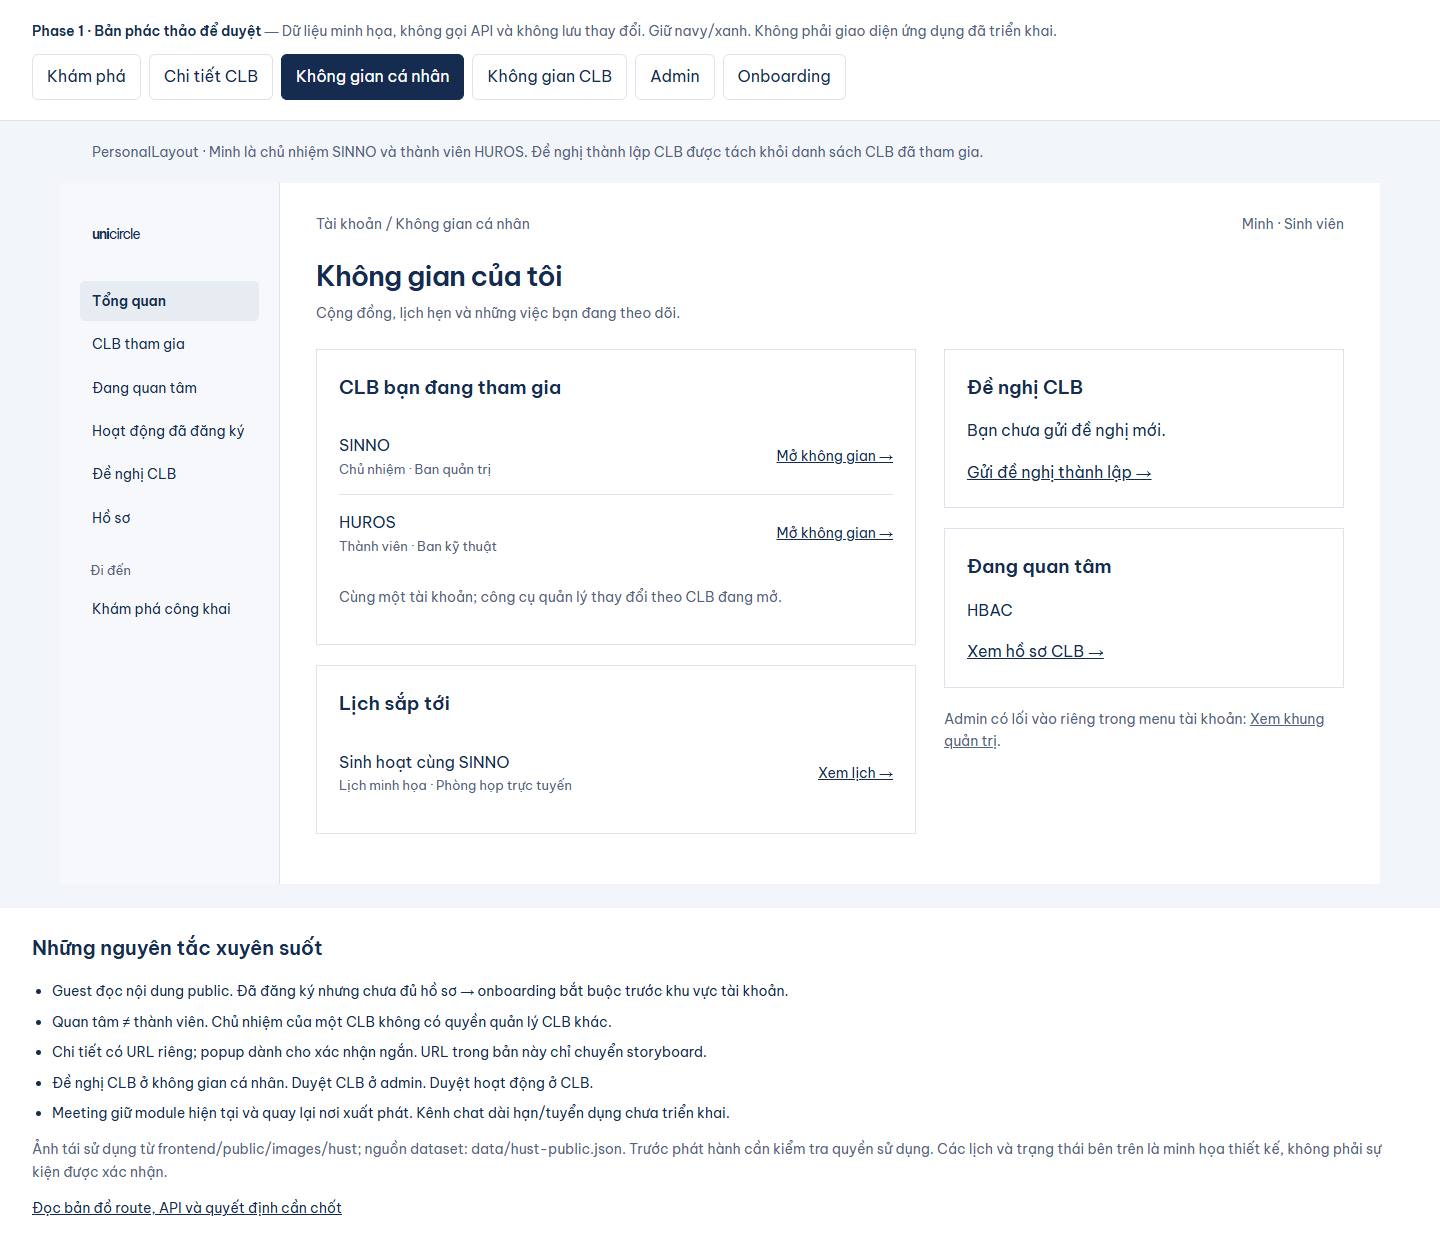 Phase 1 · Bản phác thảo để duyệt — Dữ liệu minh họa, không gọi API và không lưu thay đổi. Giữ navy/xanh. Không phải giao diện ứng dụng đã triển khai.
Khám phá
Chi tiết CLB
Không gian cá nhân
Không gian CLB
Admin
Onboarding
PersonalLayout · Minh là chủ nhiệm SINNO và thành viên HUROS. Đề nghị thành lập CLB được tách khỏi danh sách CLB đã tham gia.
unicircle
Tổng quan
CLB tham gia
Đang quan tâm
Hoạt động đã đăng ký
Đề nghị CLB
Hồ sơ
Đi đến
Khám phá công khai
Tài khoản / Không gian cá nhân
Minh · Sinh viên
Không gian của tôi
Cộng đồng, lịch hẹn và những việc bạn đang theo dõi.
CLB bạn đang tham gia
SINNO
Chủ nhiệm · Ban quản trị
Mở không gian →
HUROS
Thành viên · Ban kỹ thuật
Mở không gian →
Cùng một tài khoản; công cụ quản lý thay đổi theo CLB đang mở.
Lịch sắp tới
Sinh hoạt cùng SINNO
Lịch minh họa · Phòng họp trực tuyến
Xem lịch →
Đề nghị CLB
Bạn chưa gửi đề nghị mới.
Gửi đề nghị thành lập →
Đang quan tâm
HBAC
Xem hồ sơ CLB →
Admin có lối vào riêng trong menu tài khoản: Xem khung
quản trị.
Những nguyên tắc xuyên suốt
• Guest đọc nội dung public. Đã đăng ký nhưng chưa đủ hồ sơ → onboarding bắt buộc trước khu vực tài khoản.
• Quan tâm ≠ thành viên. Chủ nhiệm của một CLB không có quyền quản lý CLB khác.
• Chi tiết có URL riêng; popup dành cho xác nhận ngắn. URL trong bản này chỉ chuyển storyboard.
• Đề nghị CLB ở không gian cá nhân. Duyệt CLB ở admin. Duyệt hoạt động ở CLB.
• Meeting giữ module hiện tại và quay lại nơi xuất phát. Kênh chat dài hạn/tuyển dụng chưa triển khai.
Ảnh tái sử dụng từ frontend/public/images/hust; nguồn dataset: data/hust-public.json. Trước phát hành cần kiểm tra quyền sử dụng. Các lịch và trạng thái bên trên là minh họa thiết kế, không phải sự
kiện được xác nhận.
Đọc bản đồ route, API và quyết định cần chốt